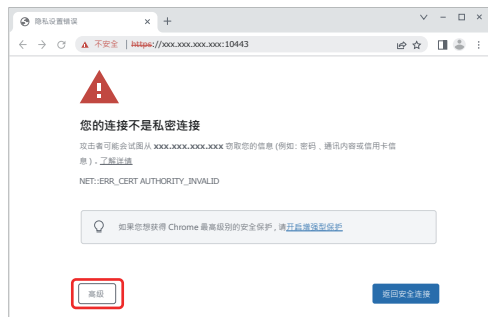 隐私设置错误
不安全 | https://xxx.xxx.xxx.xxx:10443
您的连接不是私密连接
攻击者可能会试图从 xxx.xxx.xxx.xxx 窃取您的信息 (例如: 密码、通讯内容或信用卡信
息)。了解详情
NET::ERR_CERT AUTHORITY_INVALID
如果您想获得 Chrome 最高级别的安全保护, 请开启增强型保护
高级
返回安全连接